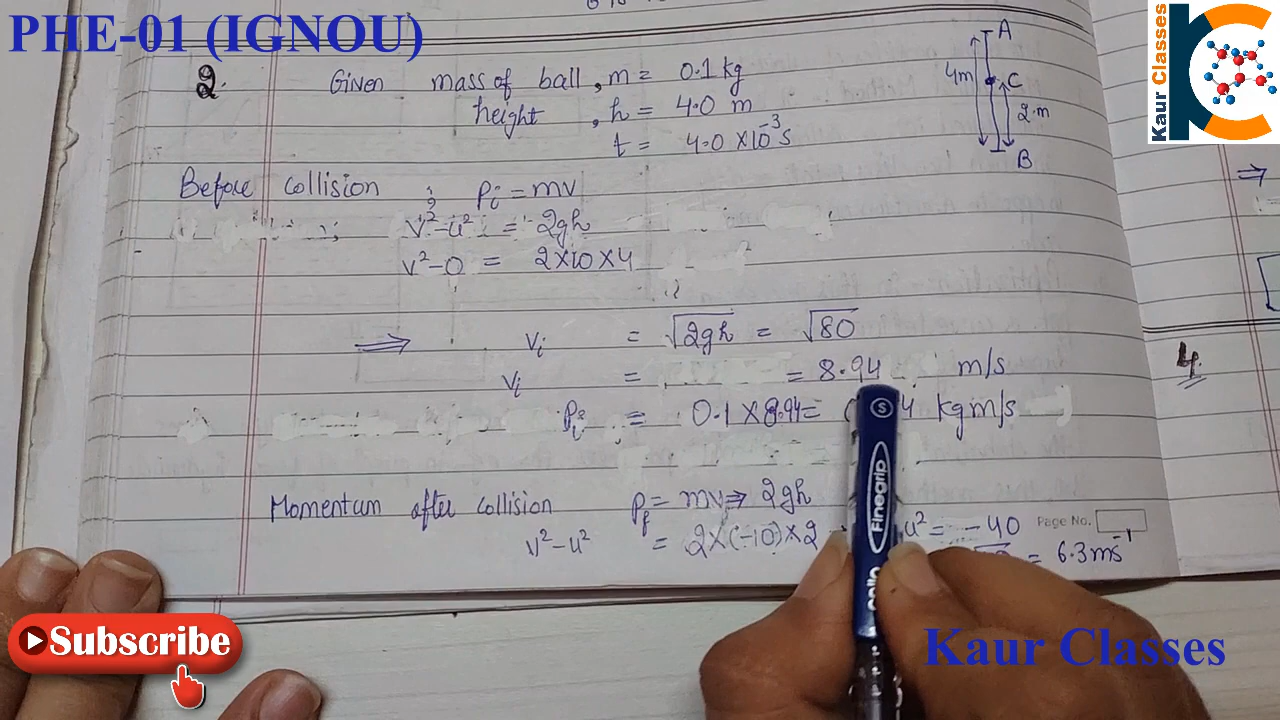 PHE-01 (IGNOU)
Kaur Classes
2. Given mass of ball, m = 0.1 kg
height, h = 4.0 m
t = 4.0 × 10⁻³ s
A
4m
C
2m
B
Before collision ; Pi = mv
v² - u² = 2gh
v² - 0 = 2×10×4
⇒ vi = √2gh = √80
vi = = 8.94 m/s
Pi = 0.1 × 8.94 = 4 kgm/s
4.
Momentum after collision Pf = mv ⇒ 2gh
v² - u² = 2×(-10)×2 u² = -40
= 6.3 ms⁻¹
Page No.
S Finegrip
Subscribe
Kaur Classes